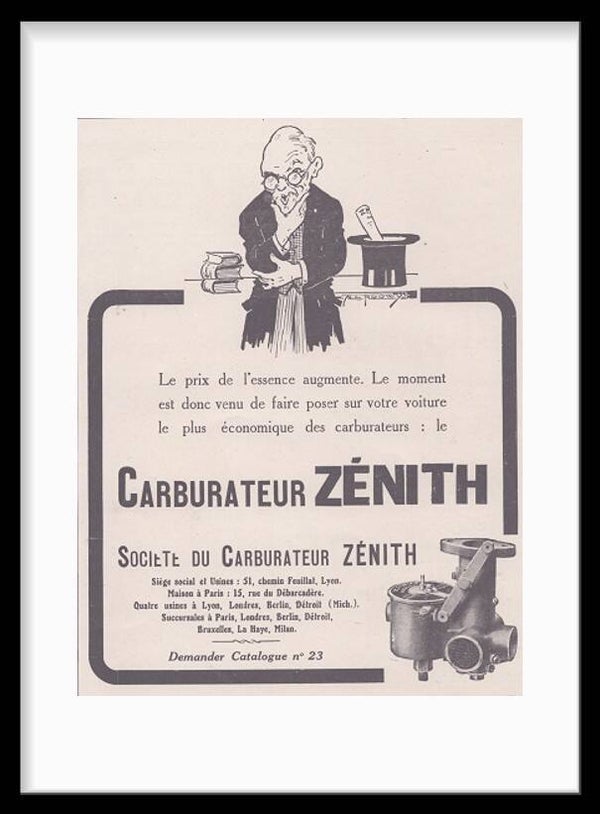 Le prix de l'essence augmente. Le moment
est donc venu de faire poser sur votre voiture
le plus économique des carburateurs : le
CARBURATEUR ZÉNITH
SOCIÉTÉ DU CARBURATEUR ZÉNITH
Siége social et Usines : 51, chemin Feuillat, Lyon.
Maison à Paris : 15, rue du Débarcadère.
Quatre usines à Lyon, Londres, Berlin, Détroit (Mich.).
Succursales à Paris, Londres, Berlin, Détroit,
Bruxelles, La Haye, Milan.
Demander Catalogue nº 23